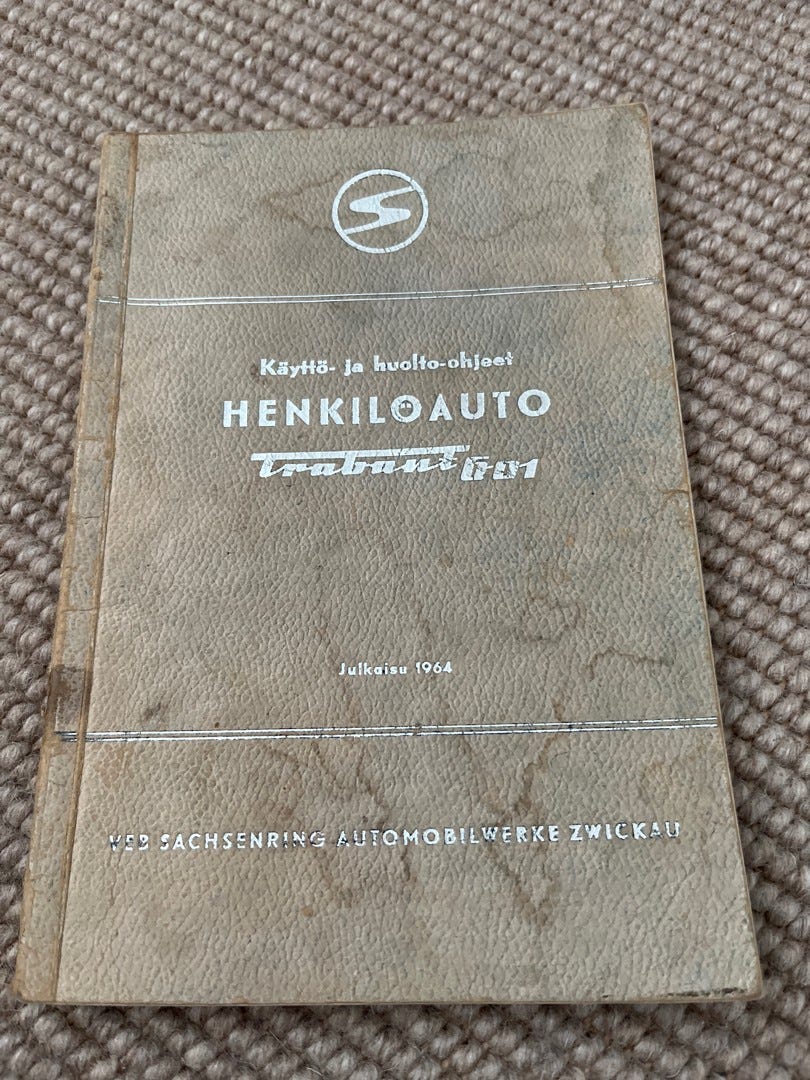 Käyttö- ja huolto-ohjeet
HENKILÖAUTO
Trabant 601
Julkaisu 1964
VEB SACHSENRING AUTOMOBILWERKE ZWICKAU